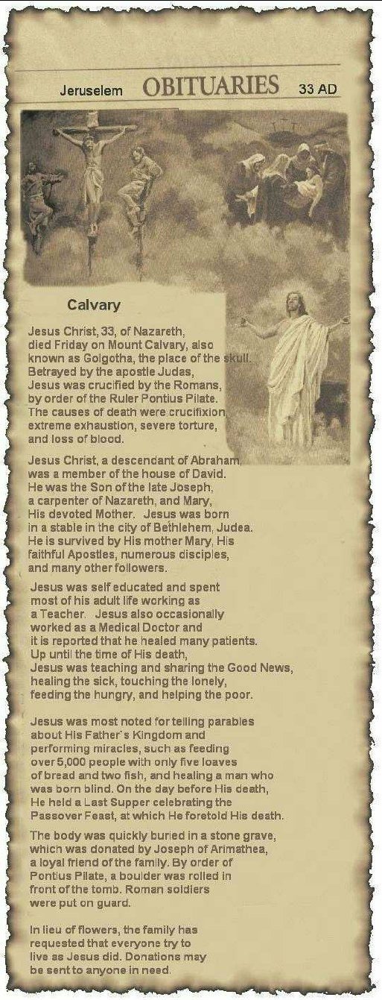 Jeruselem OBITUARIES 33 AD
Calvary
Jesus Christ, 33, of Nazareth,
died Friday on Mount Calvary, also
known as Golgotha, the place of the skull.
Betrayed by the apostle Judas,
Jesus was crucified by the Romans,
by order of the Ruler Pontius Pilate.
The causes of death were crucifixion,
extreme exhaustion, severe torture,
and loss of blood.
Jesus Christ, a descendant of Abraham,
was a member of the house of David.
He was the Son of the late Joseph,
a carpenter of Nazareth, and Mary,
His devoted Mother. Jesus was born
in a stable in the city of Bethlehem, Judea.
He is survived by His mother Mary, His
faithful Apostles, numerous disciples,
and many other followers.
Jesus was self educated and spent
most of his adult life working as
a Teacher. Jesus also occasionally
worked as a Medical Doctor and
it is reported that he healed many patients.
Up until the time of His death,
Jesus was teaching and sharing the Good News,
healing the sick, touching the lonely,
feeding the hungry, and helping the poor.
Jesus was most noted for telling parables
about His Father`s Kingdom and
performing miracles, such as feeding
over 5,000 people with only five loaves
of bread and two fish, and healing a man who
was born blind. On the day before His death,
He held a Last Supper celebrating the
Passover Feast, at which He foretold His death.
The body was quickly buried in a stone grave,
which was donated by Joseph of Arimathea,
a loyal friend of the family. By order of
Pontius Pilate, a boulder was rolled in
front of the tomb. Roman soldiers
were put on guard.
In lieu of flowers, the family has
requested that everyone try to
live as Jesus did. Donations may
be sent to anyone in need.